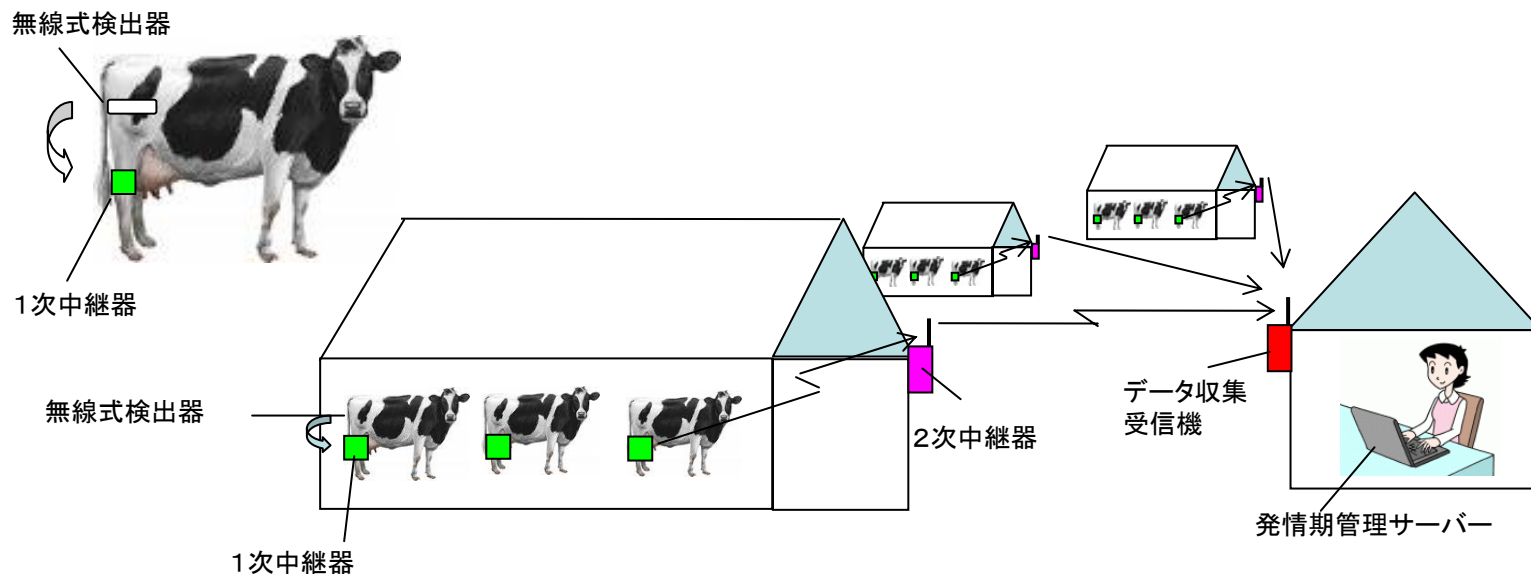 無線式検出器
1次中継器
無線式検出器
1次中継器
2次中継器
データ収集
受信機
発情期管理サーバー